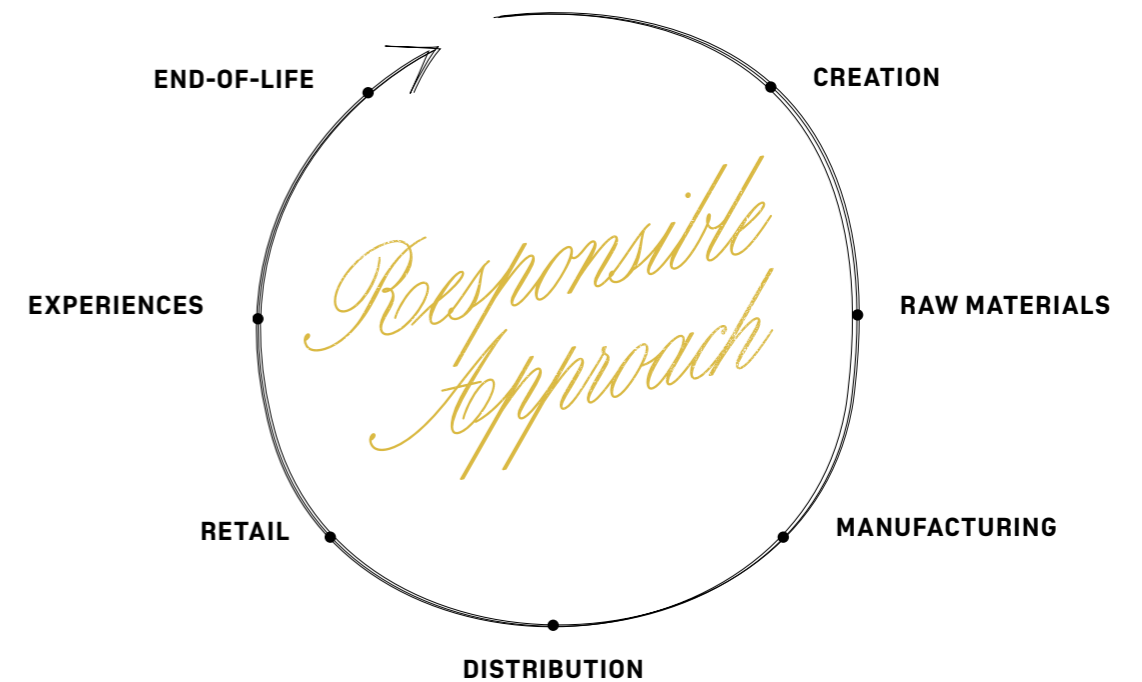 END-OF-LIFE
CREATION
Responsible
Approach
EXPERIENCES
RAW MATERIALS
RETAIL
MANUFACTURING
DISTRIBUTION